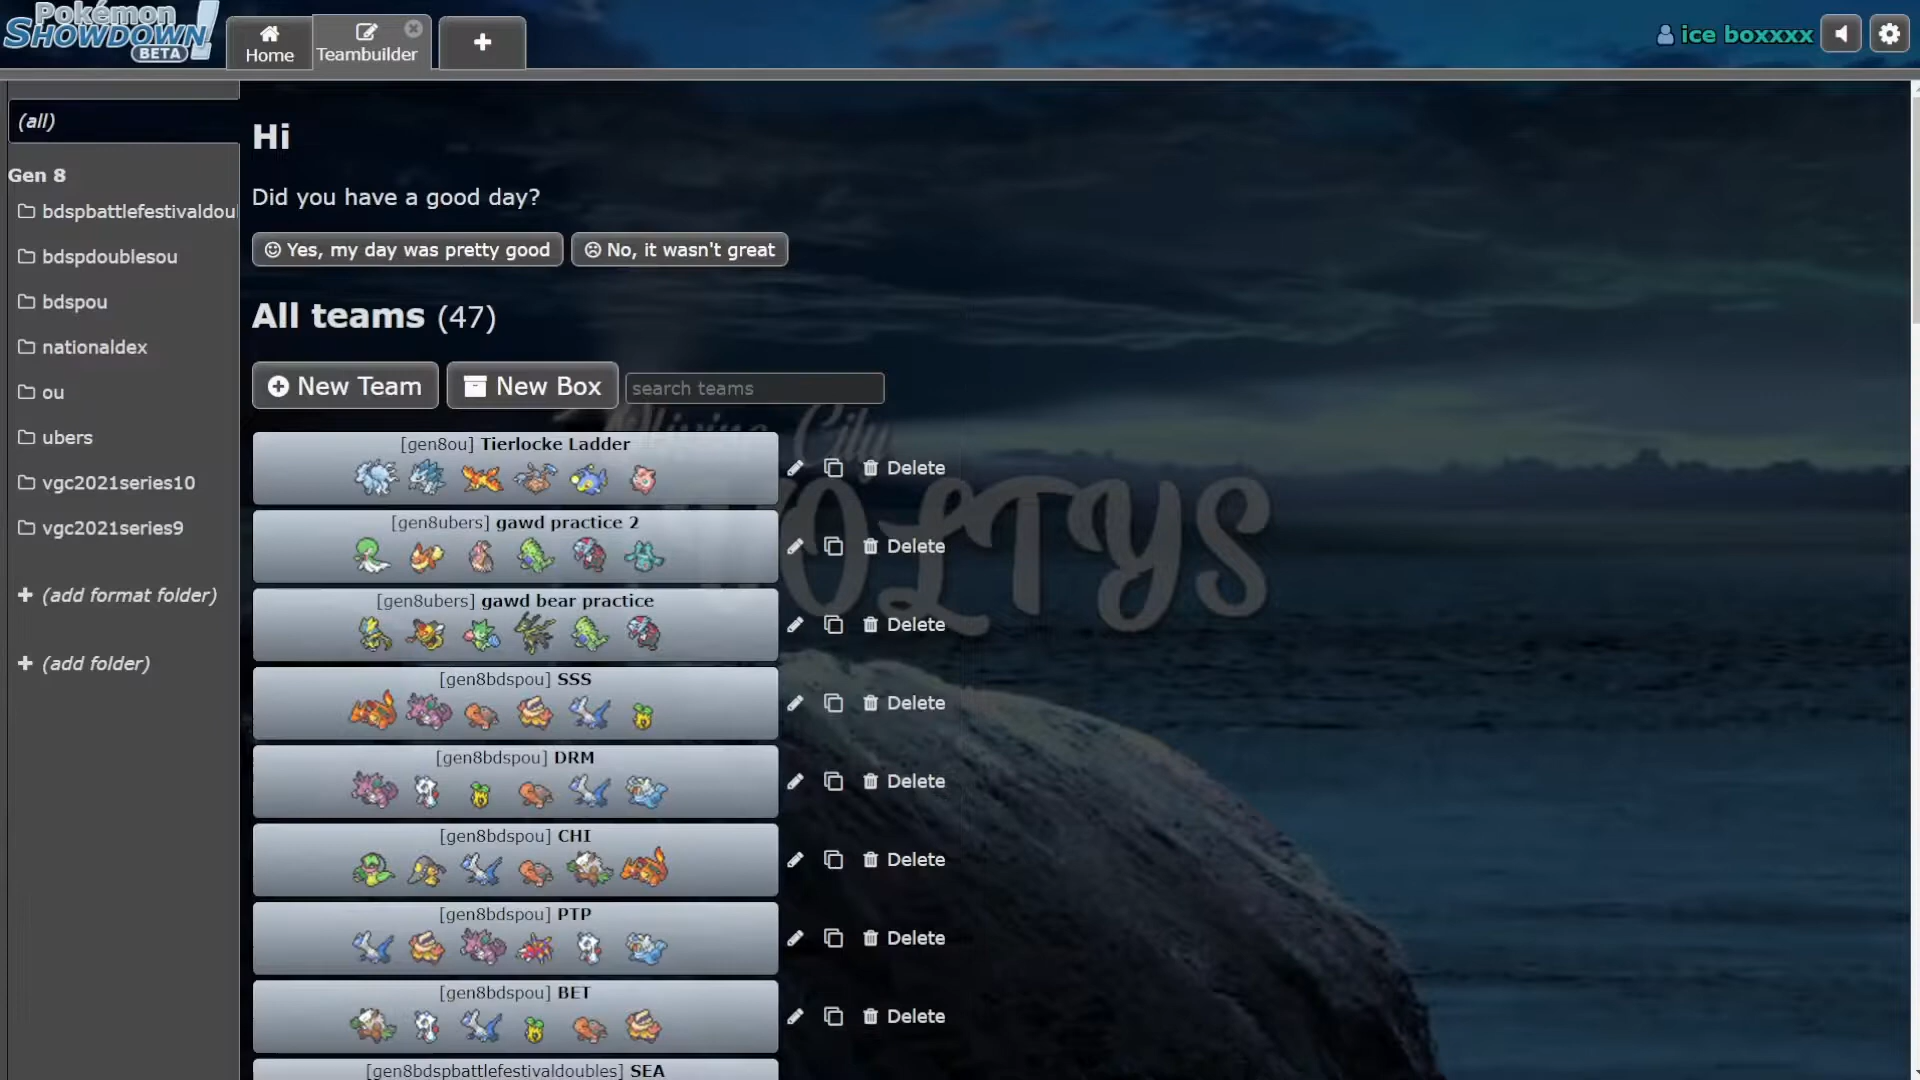 Pokémon
SHOWDOWN!
BETA
Home
Teambuilder
ice boxxxx
(all)
Gen 8
bdspbattlefestivaldoul
bdspdoublesou
bdspou
nationaldex
ou
ubers
vgc2021series10
vgc2021series9
(add format folder)
(add folder)
Hi
Did you have a good day?
Yes, my day was pretty good
No, it wasn't great
All teams (47)
New Team
New Box
search teams
Olivine City
VOLTYS
[gen8ou] Tierlocke Ladder
Delete
[gen8ubers] gawd practice 2
Delete
[gen8ubers] gawd bear practice
Delete
[gen8bdspou] SSS
Delete
[gen8bdspou] DRM
Delete
[gen8bdspou] CHI
Delete
[gen8bdspou] PTP
Delete
[gen8bdspou] BET
Delete
[gen8bdspbattlefestivaldoubles] SEA